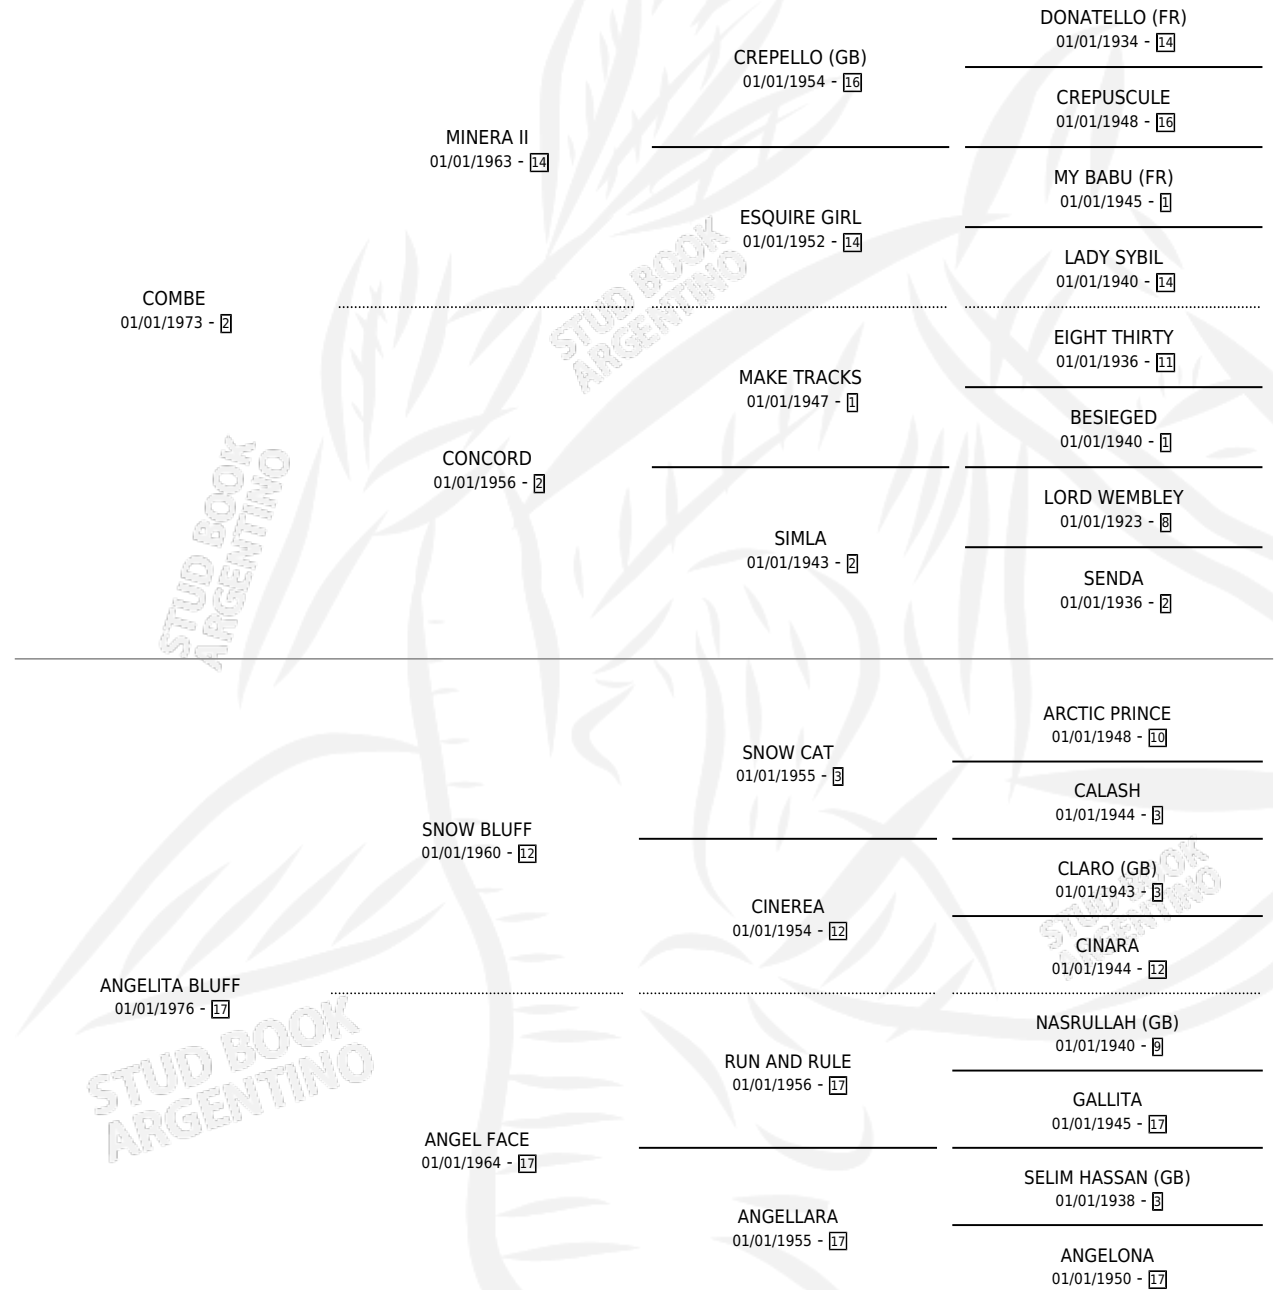 DONATELLO (FR)
01/01/1934 - 14
CREPELLO (GB)
01/01/1954 - 16
CREPUSCULE
01/01/1948 - 16
MINERA II
01/01/1963 - 14
MY BABU (FR)
01/01/1945 - 1
ESQUIRE GIRL
01/01/1952 - 14
LADY SYBIL
01/01/1940 - 14
COMBE
01/01/1973 - 2
EIGHT THIRTY
01/01/1936 - 11
MAKE TRACKS
01/01/1947 - 1
BESIEGED
01/01/1940 - 1
CONCORD
01/01/1956 - 2
LORD WEMBLEY
01/01/1923 - 8
SIMLA
01/01/1943 - 2
SENDA
01/01/1936 - 2
STUD BOOK
ARGENTINO
STUD BOOK
ARGENTINO
ARCTIC PRINCE
01/01/1948 - 10
SNOW CAT
01/01/1955 - 3
CALASH
01/01/1944 - 3
SNOW BLUFF
01/01/1960 - 12
CLARO (GB)
01/01/1943 - 3
CINEREA
01/01/1954 - 12
CINARA
01/01/1944 - 12
ANGELITA BLUFF
01/01/1976 - 17
NASRULLAH (GB)
01/01/1940 - 9
RUN AND RULE
01/01/1956 - 17
GALLITA
01/01/1945 - 17
ANGEL FACE
01/01/1964 - 17
SELIM HASSAN (GB)
01/01/1938 - 3
ANGELLARA
01/01/1955 - 17
ANGELONA
01/01/1950 - 17
STUD BOOK
ARGENTINO
STUD BOOK
ARGENTINO